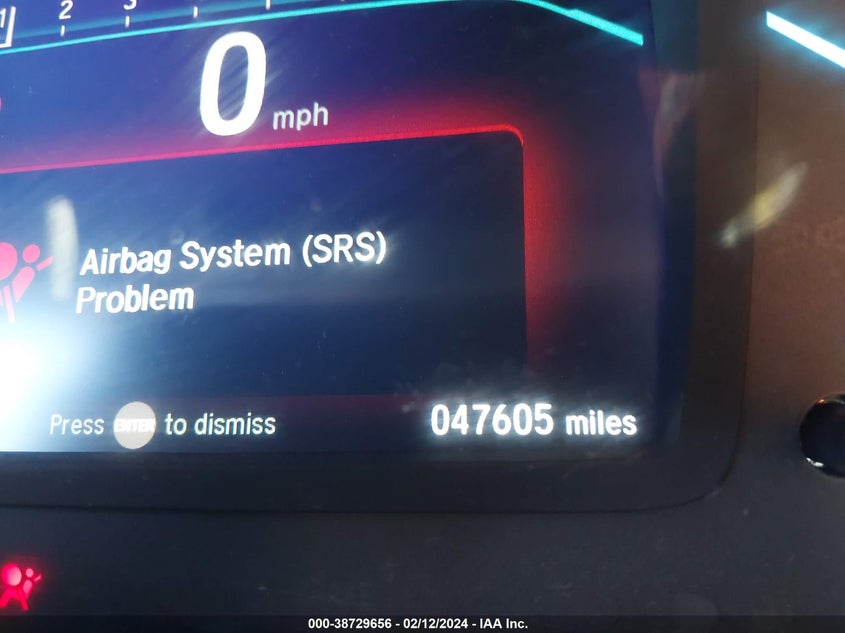 1 2 3
0 mph
Airbag System (SRS)
Problem
Press ENTER to dismiss
047605 miles
000-38729656 - 02/12/2024 - IAA Inc.